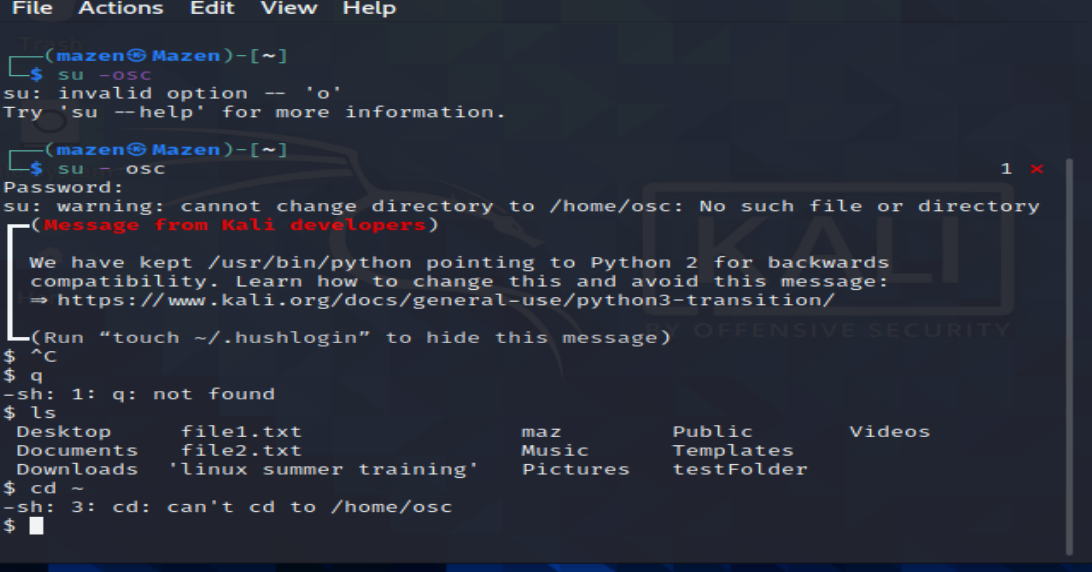 File Actions Edit View Help
Trash
┌──(mazen㉿Mazen)-[~]
└─$ su -osc
su: invalid option -- 'o'
Try 'su --help' for more information.
┌──(mazen㉿Mazen)-[~]
└─$ su - osc 1 ⨯
Password:
su: warning: cannot change directory to /home/osc: No such file or directory
┏━(Message from Kali developers)
┃ We have kept /usr/bin/python pointing to Python 2 for backwards
┃ compatibility. Learn how to change this and avoid this message:
┃ ⇒ https://www.kali.org/docs/general-use/python3-transition/
┗━(Run “touch ~/.hushlogin” to hide this message)
KALI
BY OFFENSIVE SECURITY
$ ^C
$ q
-sh: 1: q: not found
$ ls
Desktop file1.txt maz Public Videos
Documents file2.txt Music Templates
Downloads 'linux summer training' Pictures testFolder
$ cd ~
-sh: 3: cd: can't cd to /home/osc
$